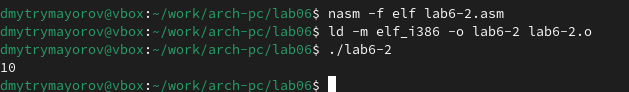 dmytrymayorov@vbox:~/work/arch-pc/lab06$ nasm -f elf lab6-2.asm
dmytrymayorov@vbox:~/work/arch-pc/lab06$ ld -m elf_i386 -o lab6-2 lab6-2.o
dmytrymayorov@vbox:~/work/arch-pc/lab06$ ./lab6-2
10
dmytrymayorov@vbox:~/work/arch-pc/lab06$